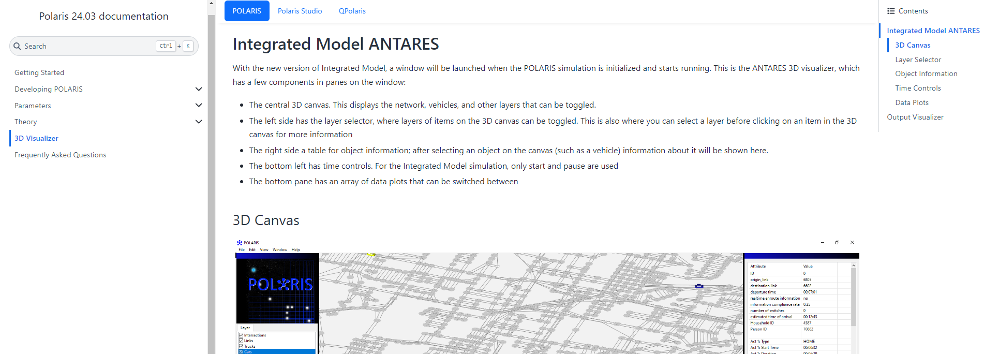 Polaris 24.03 documentation
Search
Ctrl + K
Getting Started
Developing POLARIS
Parameters
Theory
3D Visualizer
Frequently Asked Questions
POLARIS Polaris Studio QPolaris
Integrated Model ANTARES
With the new version of Integrated Model, a window will be launched when the POLARIS simulation is initialized and starts running. This is the ANTARES 3D visualizer, which
has a few components in panes on the window:
The central 3D canvas. This displays the network, vehicles, and other layers that can be toggled.
The left side has the layer selector, where layers of items on the 3D canvas can be toggled. This is also where you can select a layer before clicking on an item in the 3D
canvas for more information
The right side a table for object information; after selecting an object on the canvas (such as a vehicle) information about it will be shown here.
The bottom left has time controls. For the Integrated Model simulation, only start and pause are used
The bottom pane has an array of data plots that can be switched between
3D Canvas
POLARIS
File Edit View Window Help
POLARIS
Layer
Intersections
Links
Trucks
Cars
Attribute Value
ID 0
origin_link 6805
destination link 6602
departure time 00:07:01
realtime enroute information no
information compliance rate 0.25
number of switches 0
estimated time of arrival 00:12:43
Household ID 4587
Person ID 10882
Act 1: Type HOME
Act 1: Start Time 00:00:32
Act 1: Duration 00:06:29
Contents
Integrated Model ANTARES
3D Canvas
Layer Selector
Object Information
Time Controls
Data Plots
Output Visualizer